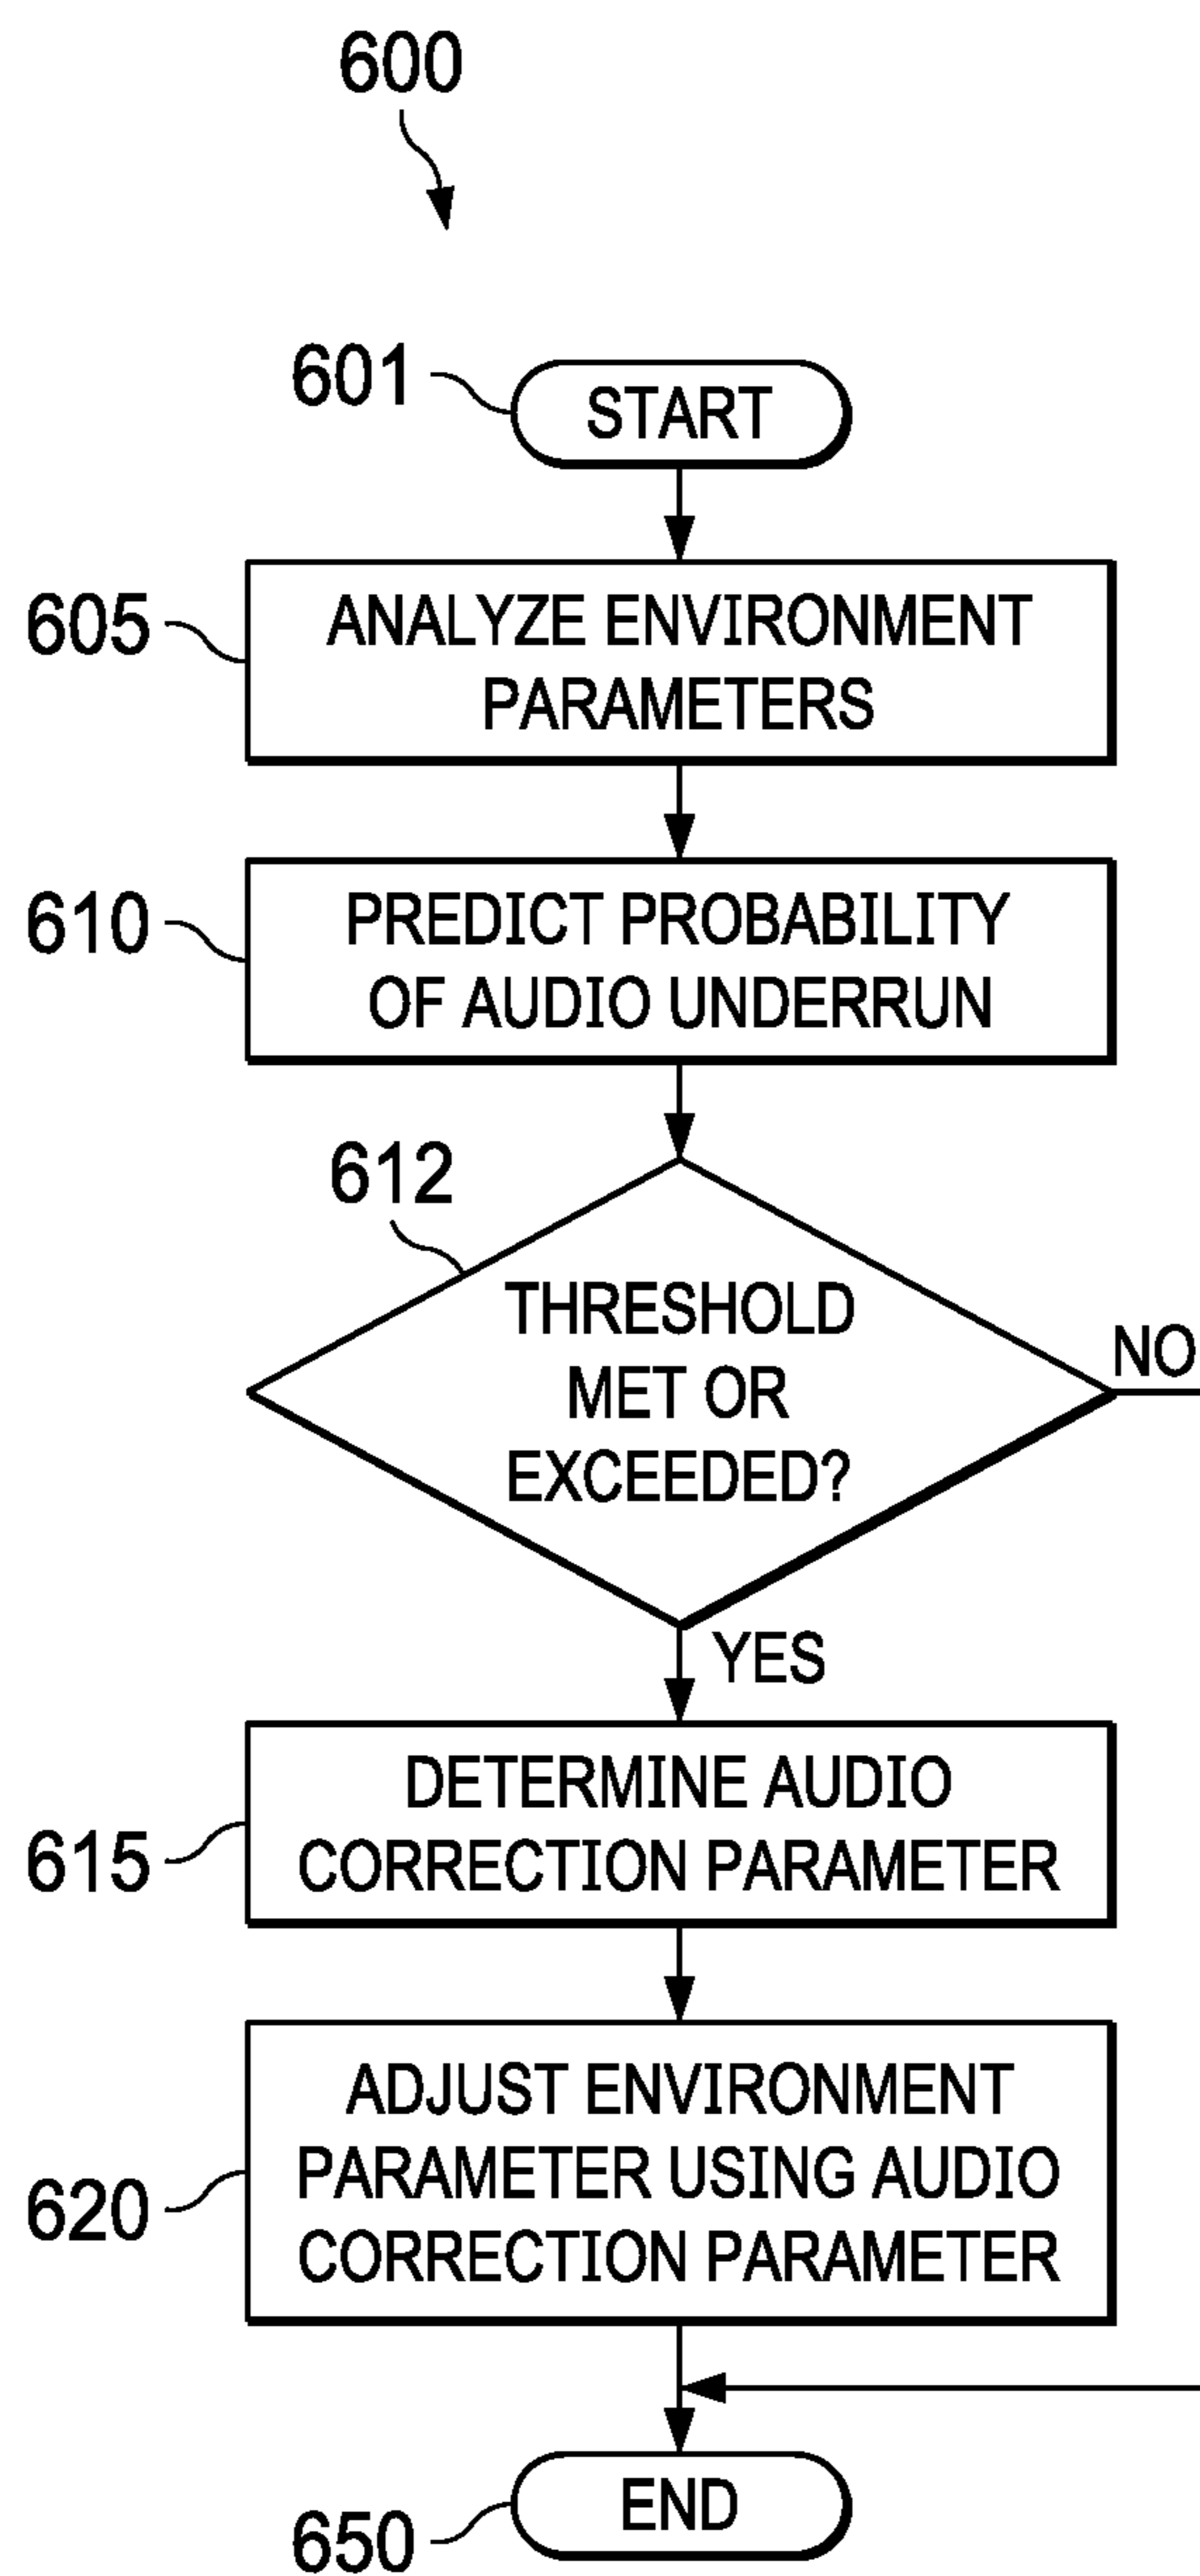 600
601
START
605
ANALYZE ENVIRONMENT
PARAMETERS
610
PREDICT PROBABILITY
OF AUDIO UNDERRUN
612
THRESHOLD
MET OR
EXCEEDED?
NO
YES
615
DETERMINE AUDIO
CORRECTION PARAMETER
620
ADJUST ENVIRONMENT
PARAMETER USING AUDIO
CORRECTION PARAMETER
650
END